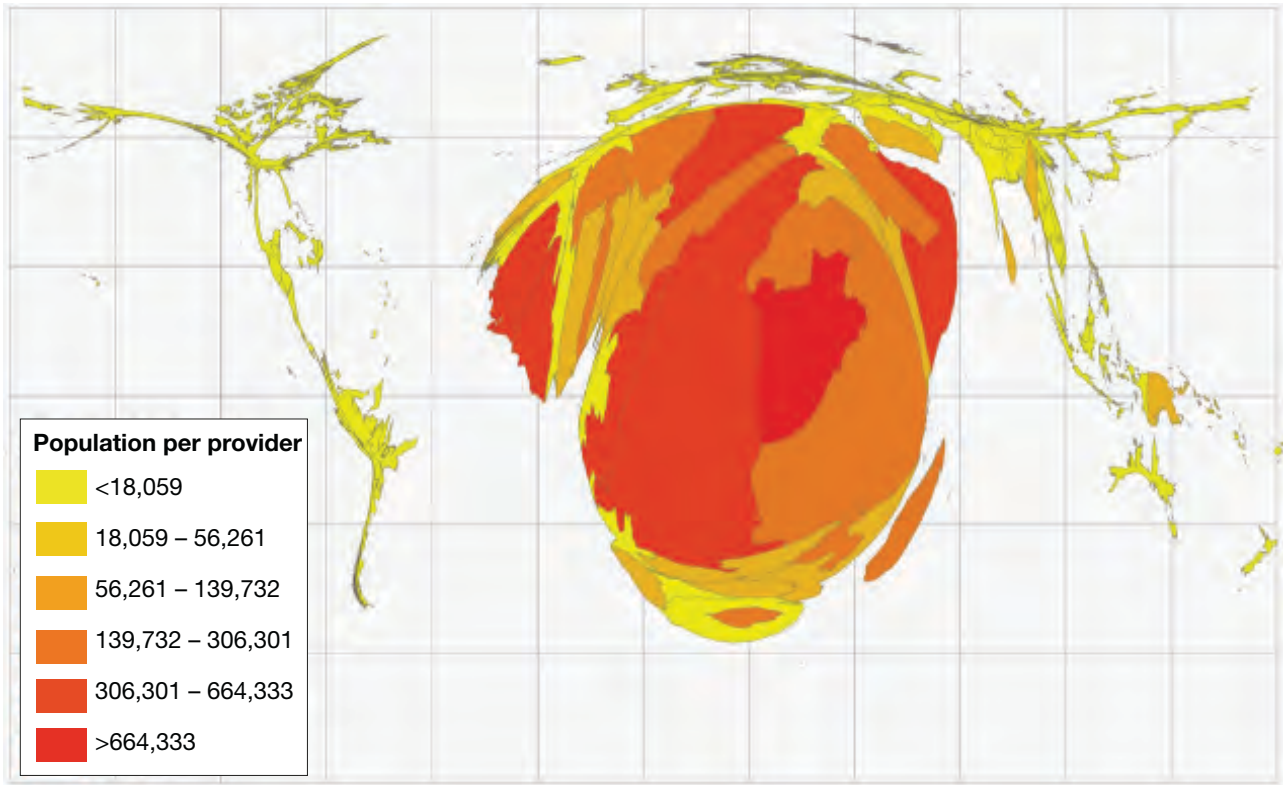 Population per provider
<18,059
18,059 – 56,261
56,261 – 139,732
139,732 – 306,301
306,301 – 664,333
>664,333